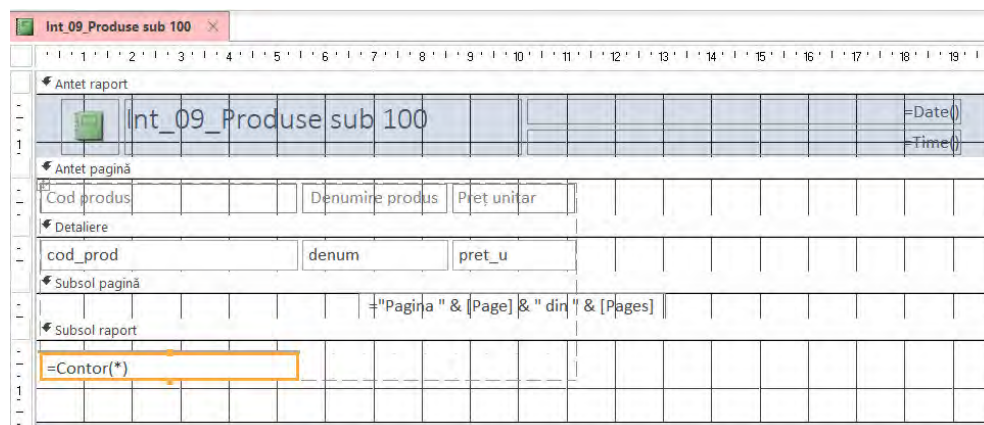 Int_09_Produse sub 100 ×
1 2 3 4 5 6 7 8 9 10 11 12 13 14 15 16 17 18 19
Antet raport
Int_09_Produse sub 100
=Date()
=Time()
1
Antet pagină
Cod produs Denumire produs Preț unitar
Detaliere
cod_prod denum pret_u
Subsol pagină
="Pagina " & [Page] & " din " & [Pages]
Subsol raport
=Contor(*)
1